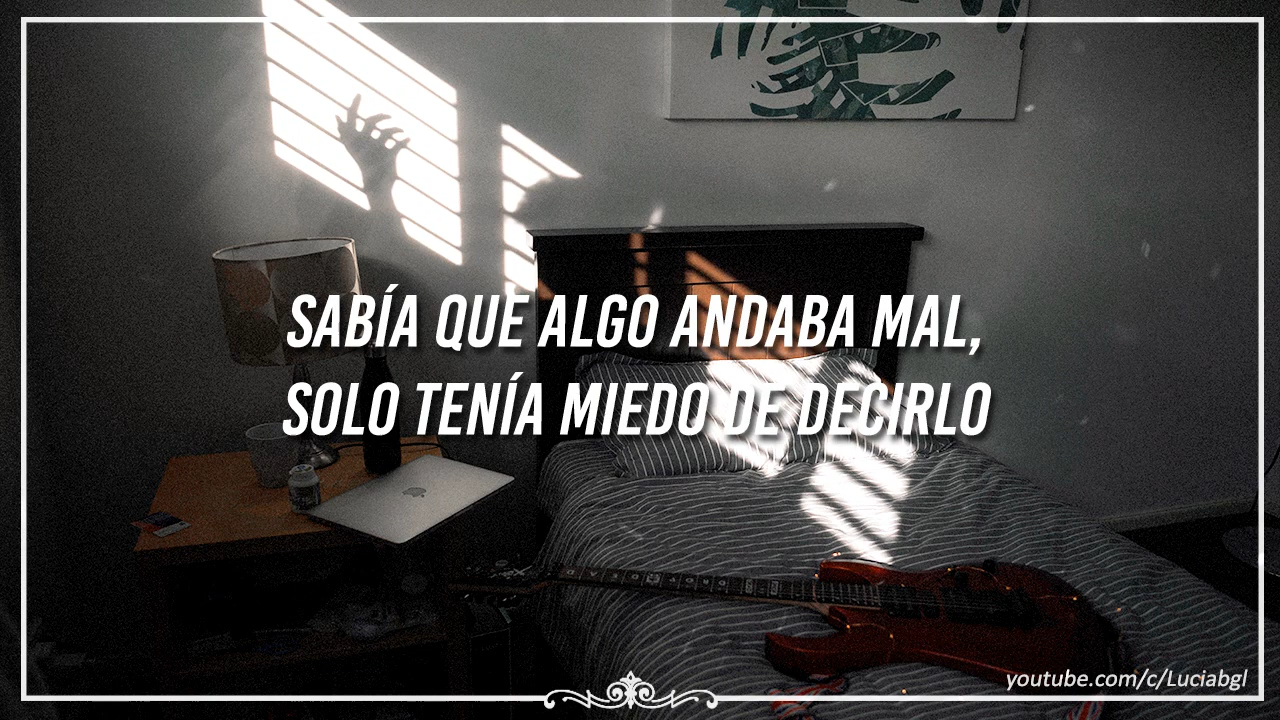 SABÍA QUE ALGO ANDABA MAL,
SOLO TENÍA MIEDO DE DECIRLO
youtube.com/c/Luciabgl